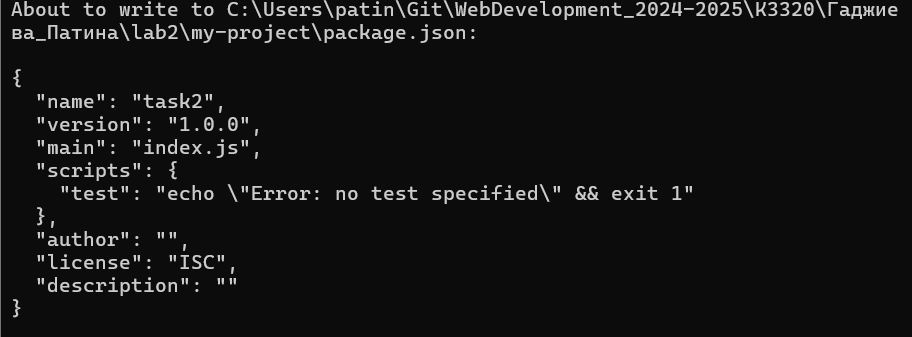 About to write to C:\Users\patin\Git\WebDevelopment_2024-2025\K3320\Гаджие
ва_Патина\lab2\my-project\package.json:
{
  "name": "task2",
  "version": "1.0.0",
  "main": "index.js",
  "scripts": {
    "test": "echo \"Error: no test specified\" && exit 1"
  },
  "author": "",
  "license": "ISC",
  "description": ""
}